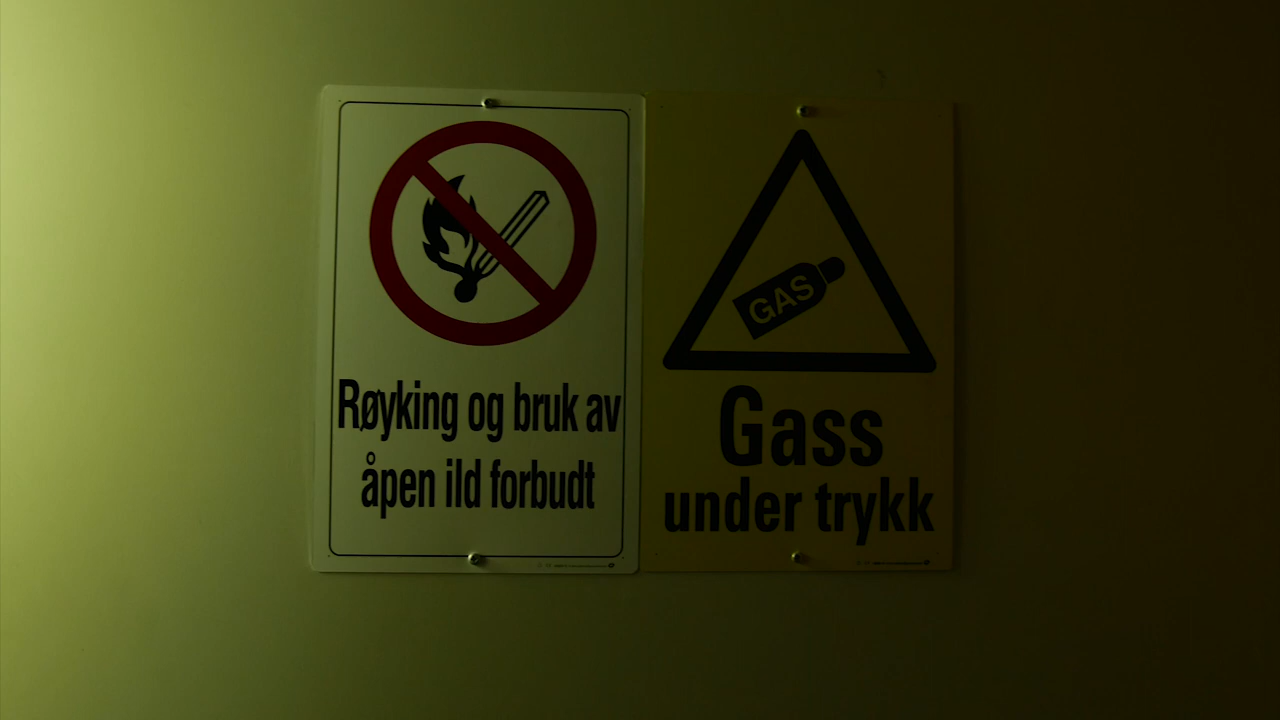 Røyking og bruk av
åpen ild forbudt
GAS
Gass
under trykk